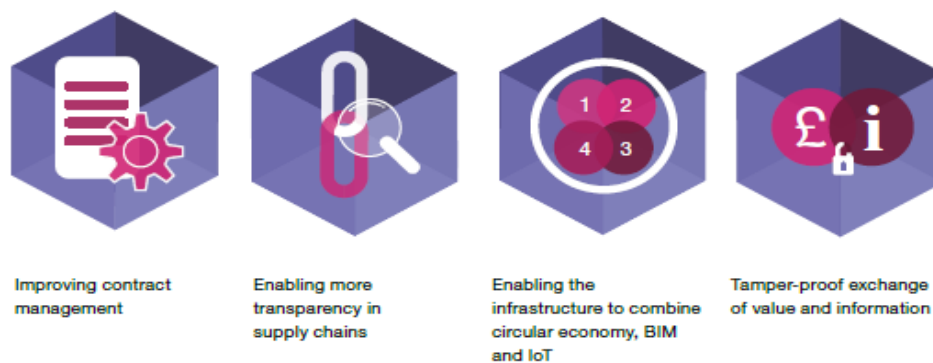 1 2
4 3
£ i
Improving contract
management
Enabling more
transparency in
supply chains
Enabling the
infrastructure to combine
circular economy, BIM
and IoT
Tamper-proof exchange
of value and information